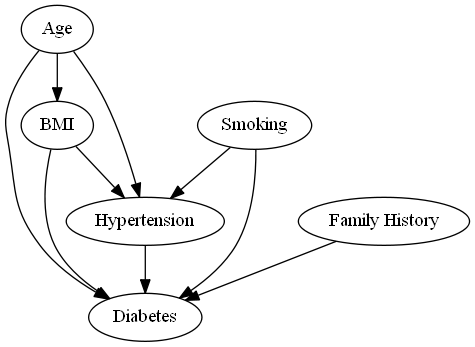 Age
BMI
Smoking
Hypertension
Family History
Diabetes